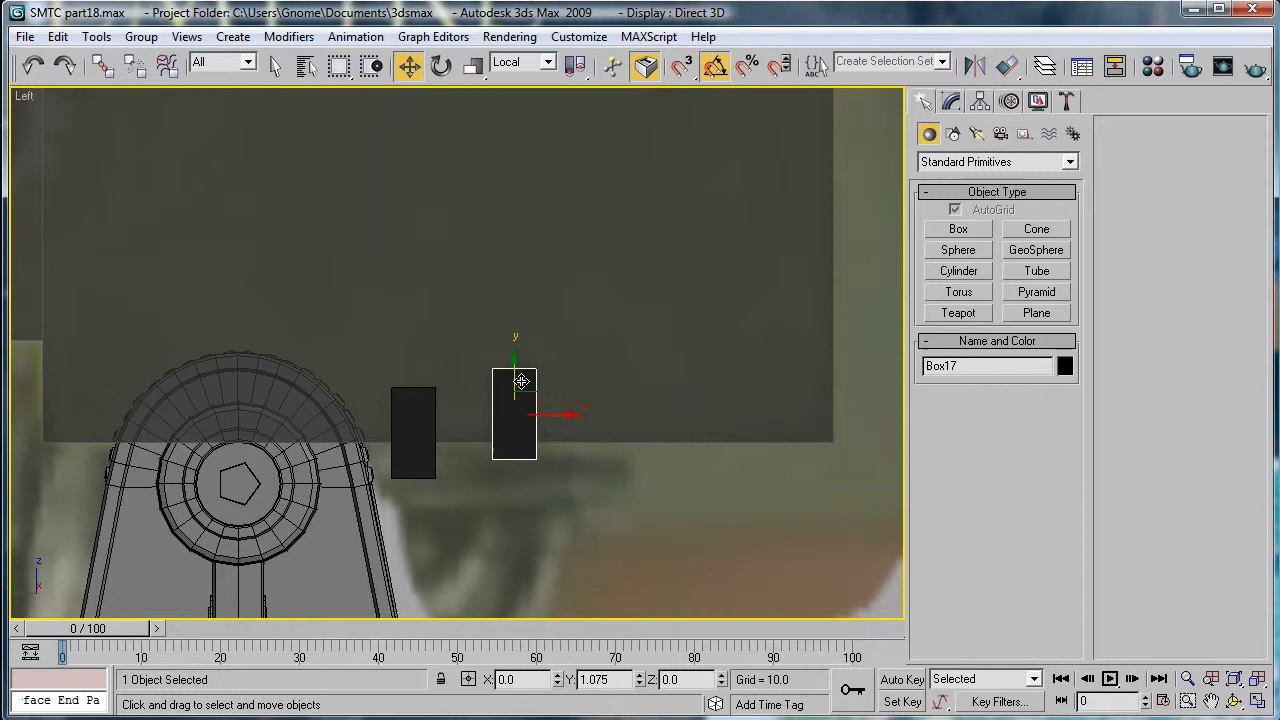 SMTC part18.max - Project Folder: C:\Users\Gnome\Documents\3dsmax - Autodesk 3ds Max 2009 - Display : Direct 3D
File Edit Tools Group Views Create Modifiers Animation Graph Editors Rendering Customize MAXScript Help
All Local 3 % {} ABC Create Selection Set
Left
Standard Primitives
- Object Type
AutoGrid
Box Cone
Sphere GeoSphere
Cylinder Tube
Torus Pyramid
Teapot Plane
- Name and Color
Box17
y
z
x
< 0 / 100 >
0 10 20 30 40 50 60 70 80 90 100
1 Object Selected X: 0.0 Y: 1.075 Z: 0.0 Grid = 10.0 Auto Key Selected
face End Pa Click and drag to select and move objects Add Time Tag Set Key Key Filters... 0